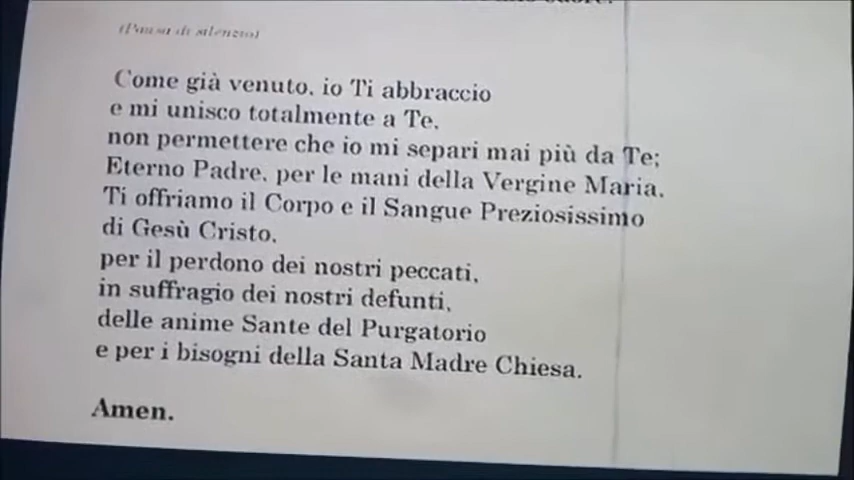 cuore.
(Pausa di silenzio)
Come già venuto, io Ti abbraccio
e mi unisco totalmente a Te,
non permettere che io mi separi mai più da Te;
Eterno Padre, per le mani della Vergine Maria,
Ti offriamo il Corpo e il Sangue Preziosissimo
di Gesù Cristo,
per il perdono dei nostri peccati,
in suffragio dei nostri defunti,
delle anime Sante del Purgatorio
e per i bisogni della Santa Madre Chiesa.
Amen.